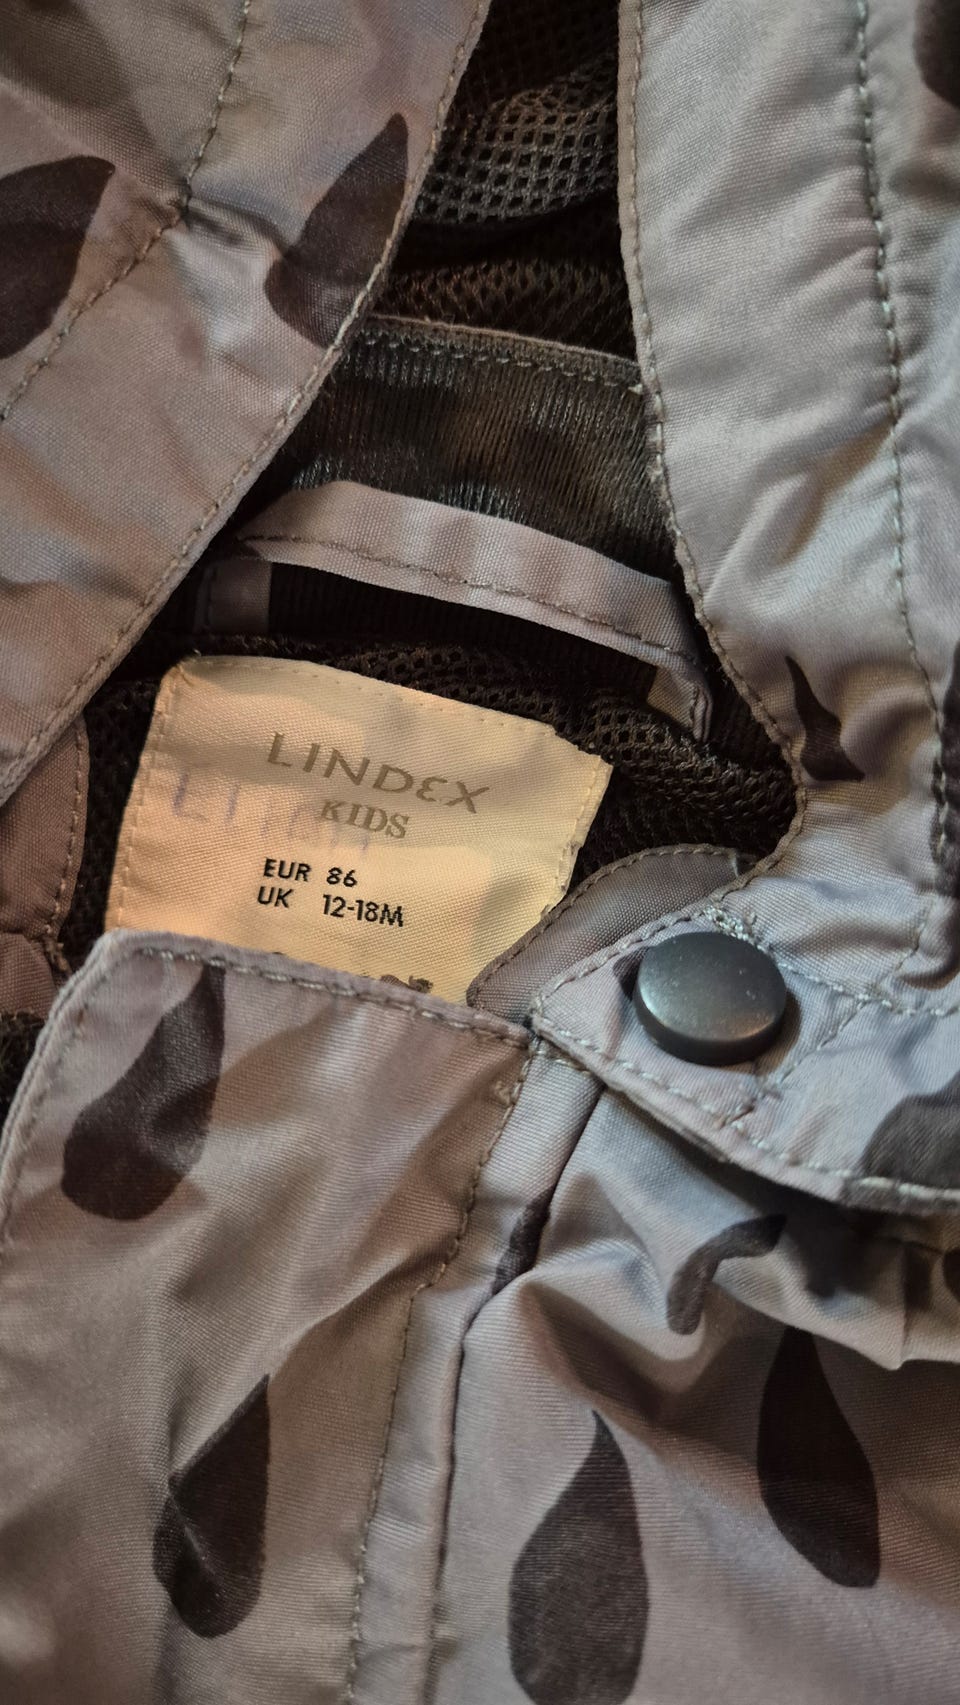 LINDEX
KIDS
EUR 86
UK 12-18M